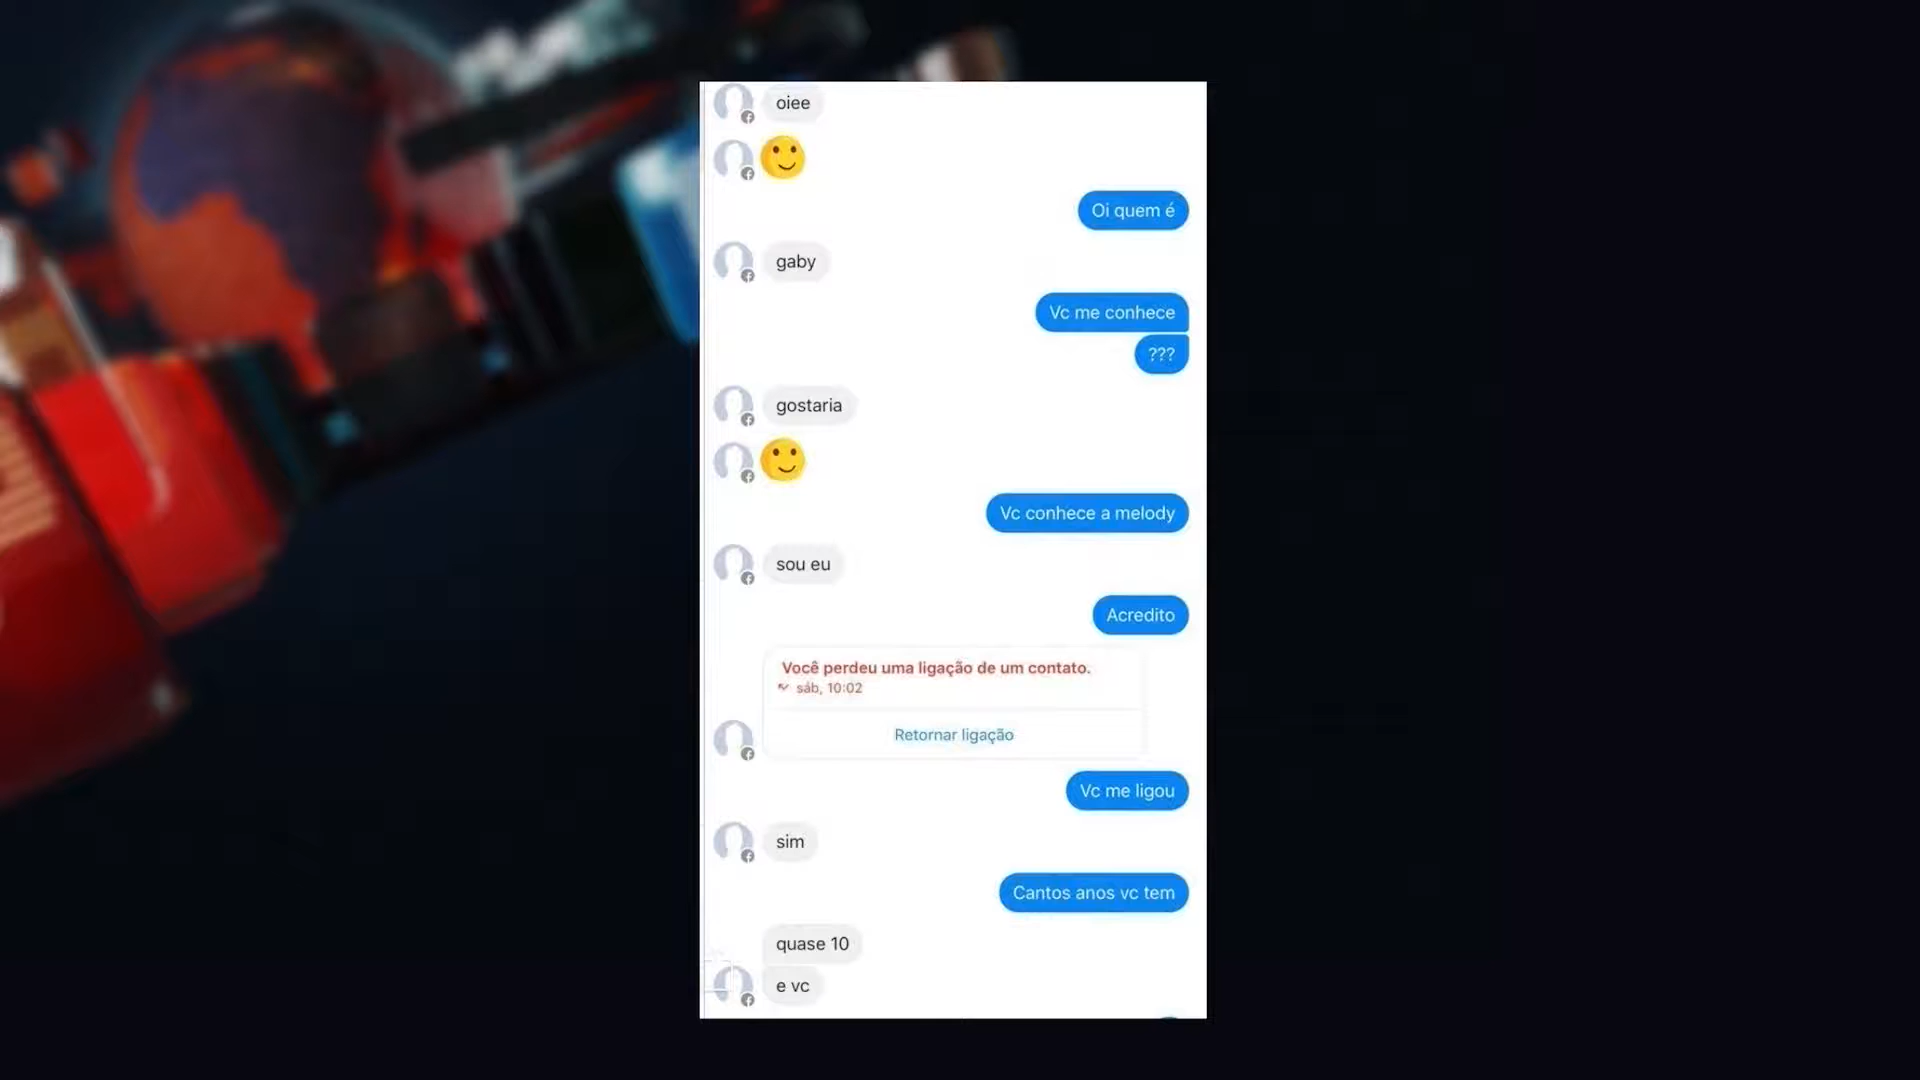 oiee
Oi quem é
gaby
Vc me conhece
???
gostaria
Vc conhece a melody
sou eu
Acredito
Você perdeu uma ligação de um contato.
sáb, 10:02
Retornar ligação
Vc me ligou
sim
Cantos anos vc tem
quase 10
e vc